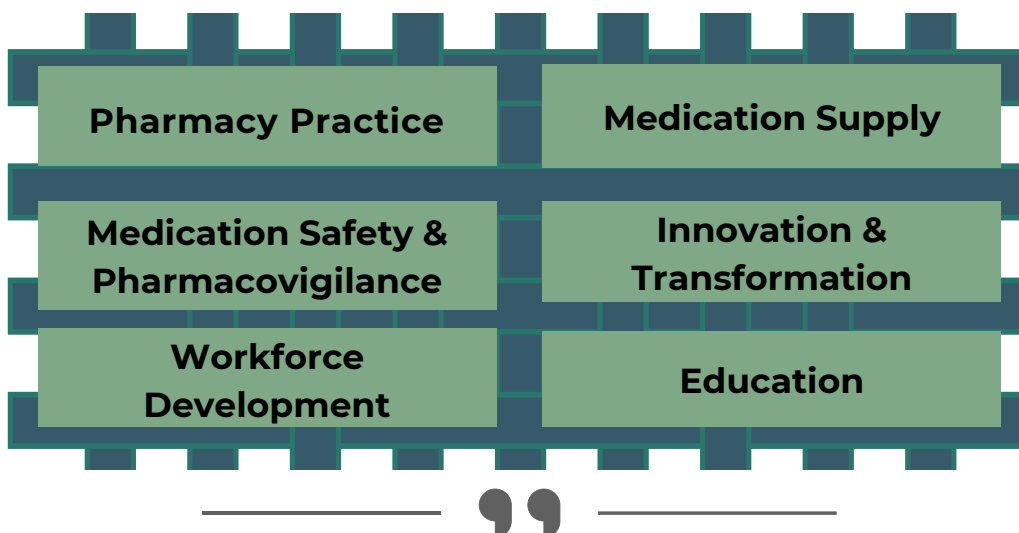 Pharmacy Practice
Medication Supply
Medication Safety &
Pharmacovigilance
Innovation &
Transformation
Workforce
Development
Education